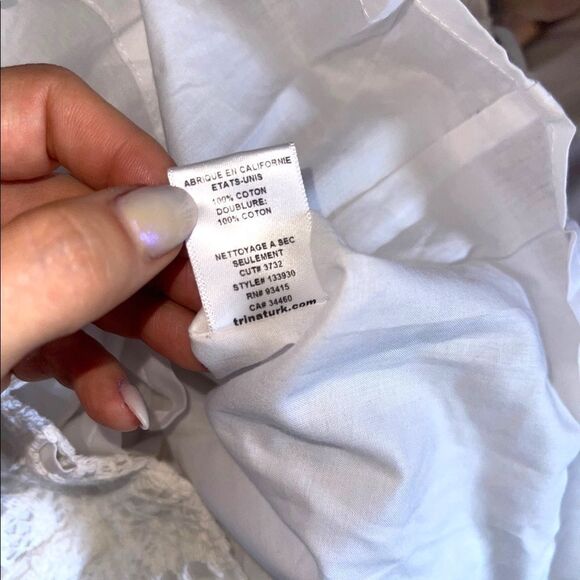 ABRIQUE EN CALIFORNIE
ETATS-UNIS
100% COTON
DOUBLURE:
100% COTON
NETTOYAGE A SEC
SEULEMENT
CUT# 3732
STYLE# 133930
RN# 93415
CA# 34460
trinaturk.com